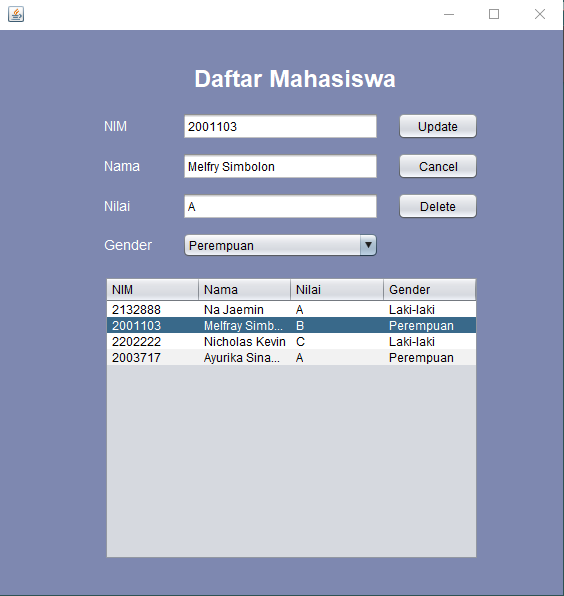 Daftar Mahasiswa
NIM 2001103 Update
Nama Melfry Simbolon Cancel
Nilai A Delete
Gender Perempuan
NIM Nama Nilai Gender
2132888 Na Jaemin A Laki-laki
2001103 Melfray Simb... B Perempuan
2202222 Nicholas Kevin C Laki-laki
2003717 Ayurika Sina... A Perempuan